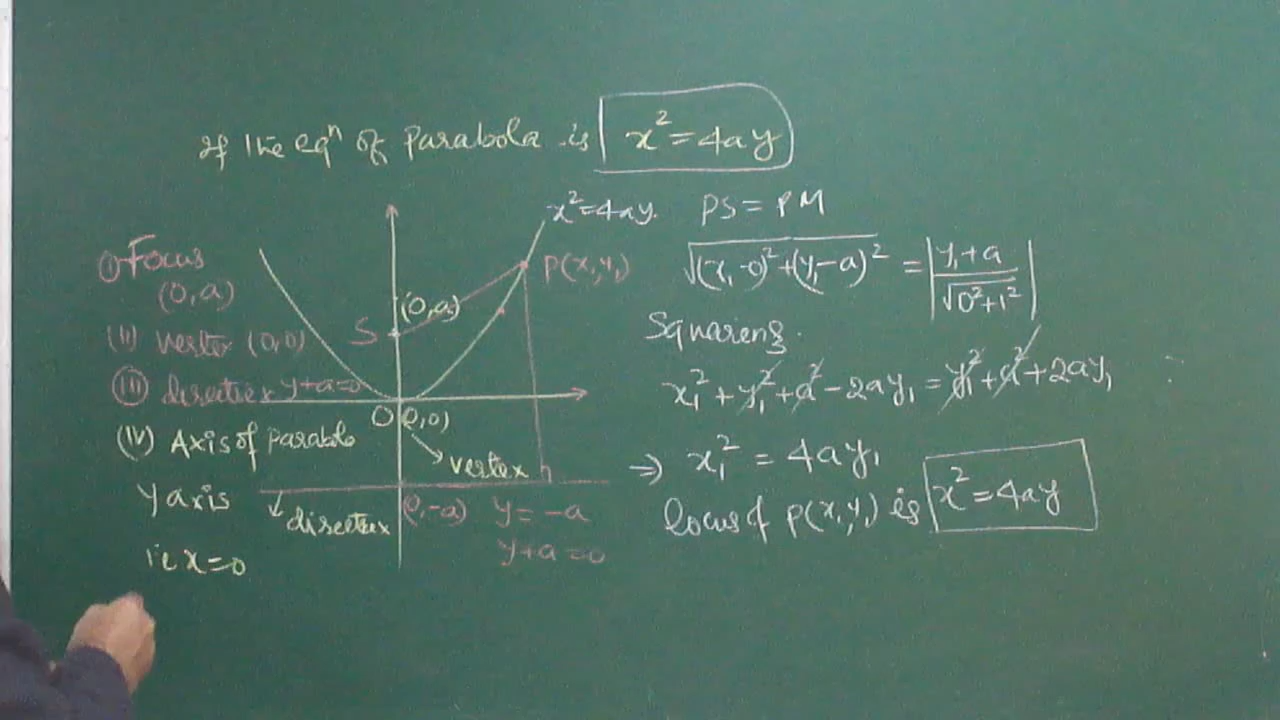 If the eqⁿ of parabola is x² = 4ay
x² = 4ay.
P(x₁, y₁)
(0, a)
S
O (0,0)
vertex
directrix
(0, -a) y = -a
y + a = 0
(i) Focus
(0, a)
(ii) vertex (0,0)
(iii) directrix y+a=0
(iv) Axis of parabola
y axis
i.e x=0
PS = PM
√(x₁-0)² + (y₁-a)² = |y₁+a / √0²+1²|
Squaring.
x₁² + y₁² + a² - 2ay₁ = y₁² + a² + 2ay₁
⇒ x₁² = 4ay₁
locus of P(x₁, y₁) is x² = 4ay